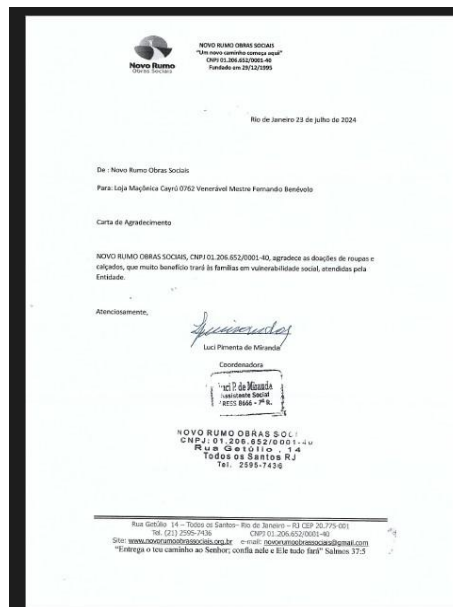 NOVO RUMO OBRAS SOCIAIS
"Um novo caminho começa aqui"
CNPJ 01.206.652/0001-40
Fundado em 29/12/1995
Novo Rumo
Obras Sociais
Rio de Janeiro 23 de julho de 2024
De : Novo Rumo Obras Sociais
Para: Loja Maçônica Cayrú 0762 Venerável Mestre Fernando Benévolo
Carta de Agradecimento
NOVO RUMO OBRAS SOCIAIS, CNPJ 01.206.652/0001-40, agradece as doações de roupas e
calçados, que muito benefício trará às famílias em vulnerabilidade social, atendidas pela
Entidade.
Atenciosamente,
Luci Pimenta de Miranda
Coordenadora
P. de Miranda
Assistente Social
RESS 8666 - 7ª R.
NOVO RUMO OBRAS SOCI
CNPJ: 01.206.652/0001-40
Rua Getúlio , 14
Todos os Santos RJ
Tel. 2595-7436
Rua Getúlio 14 – Todos os Santos- Rio de Janeiro – RJ CEP 20.775-001
Tel. (21) 2595-7436 CNPJ 01.206.652/0001-40
Site: www.novorumoobrassociais.org.br e-mail: novorumoobrassociais@gmail.com
"Entrega o teu caminho ao Senhor; confia nele e Ele tudo fará" Salmos 37:5